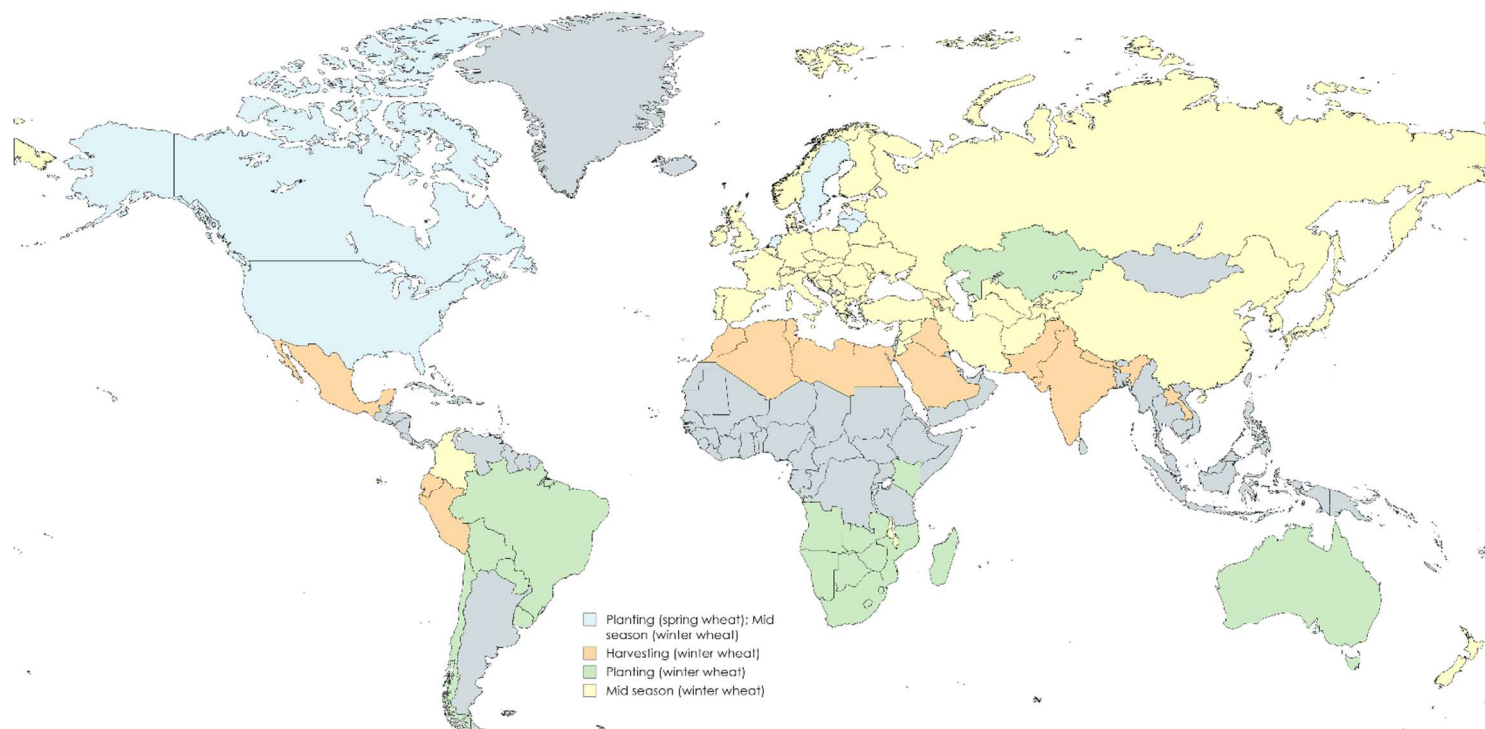 Planting (spring wheat); Mid
season (winter wheat)
Harvesting (winter wheat)
Planting (winter wheat)
Mid season (winter wheat)